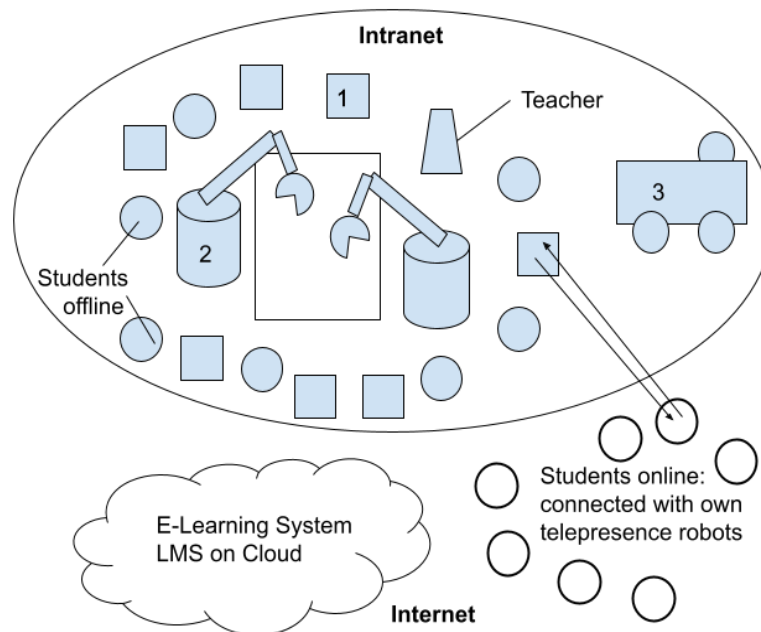 Intranet
1
Teacher
3
2
Students
offline
Students online:
connected with own
telepresence robots
E-Learning System
LMS on Cloud
Internet